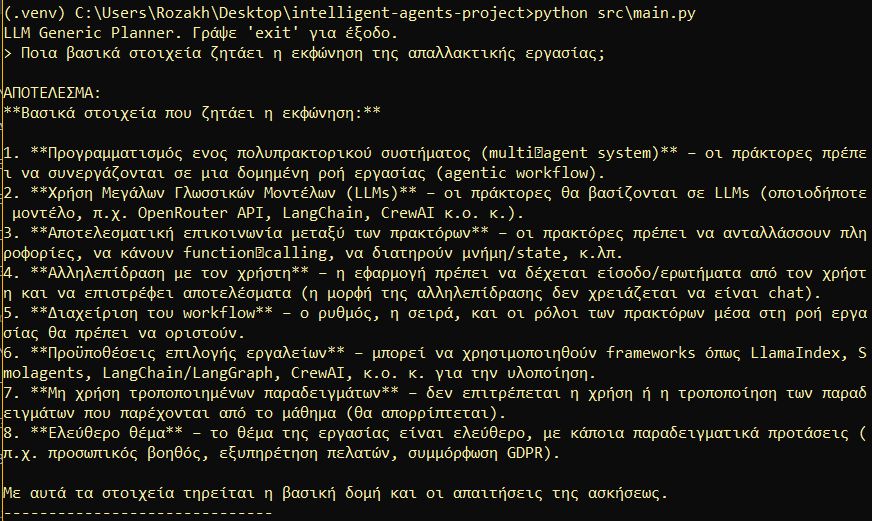 (.venv) C:\Users\Rozakh\Desktop\intelligent-agents-project>python src\main.py
LLM Generic Planner. Γράψε 'exit' για έξοδο.
> Ποια βασικά στοιχεία ζητάει η εκφώνηση της απαλλακτικής εργασίας;
ΑΠΟΤΕΛΕΣΜΑ:
**Βασικά στοιχεία που ζητάει η εκφώνηση:**
1. **Προγραμματισμός ενος πολυπρακτορικού συστήματος (multi⍰agent system)** – οι πράκτορες πρέπε
ι να συνεργάζονται σε μια δομημένη ροή εργασίας (agentic workflow).
2. **Χρήση Μεγάλων Γλωσσικών Μοντέλων (LLMs)** – οι πράκτορες θα βασίζονται σε LLMs (οποιοδήποτε
 μοντέλο, π.χ. OpenRouter API, LangChain, CrewAI κ.ο. κ.).
3. **Αποτελεσματική επικοινωνία μεταξύ των πρακτόρων** – οι πρακτόρες πρέπει να ανταλλάσσουν πλη
ροφορίες, να κάνουν function⍰calling, να διατηρούν μνήμη/state, κ.λπ.
4. **Αλληλεπίδραση με τον χρήστη** – η εφαρμογή πρέπει να δέχεται είσοδο/ερωτήματα από τον χρήστ
η και να επιστρέφει αποτελέσματα (η μορφή της αλληλεπίδρασης δεν χρειάζεται να είναι chat).
5. **Διαχείριση του workflow** – ο ρυθμός, η σειρά, και οι ρόλοι των πρακτόρων μέσα στη ροή εργα
σίας θα πρέπει να οριστούν.
6. **Προϋποθέσεις επιλογής εργαλείων** – μπορεί να χρησιμοποιηθούν frameworks όπως LlamaIndex, S
molagents, LangChain/LangGraph, CrewAI, κ.ο. κ. για την υλοποίηση.
7. **Μη χρήση τροποποιημένων παραδειγμάτων** – δεν επιτρέπεται η χρήση ή η τροποποίηση των παραδ
ειγμάτων που παρέχονται από το μάθημα (θα απορρίπτεται).
8. **Ελεύθερο θέμα** – το θέμα της εργασίας είναι ελεύθερο, με κάποια παραδειγματικά προτάσεις (
π.χ. προσωπικός βοηθός, εξυπηρέτηση πελατών, συμμόρφωση GDPR).
Με αυτά τα στοιχεία τηρείται η βασική δομή και οι απαιτήσεις της ασκήσεως.
------------------------------